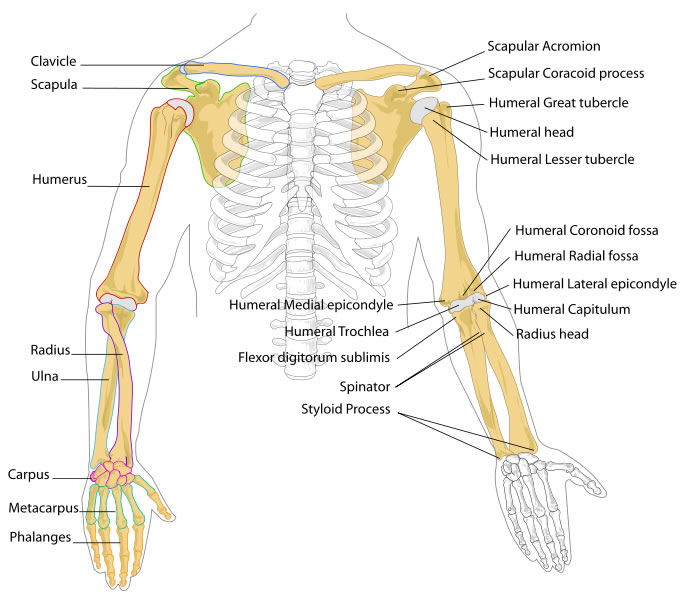 Clavicle
Scapula
Humerus
Radius
Ulna
Carpus
Metacarpus
Phalanges
Scapular Acromion
Scapular Coracoid process
Humeral Great tubercle
Humeral head
Humeral Lesser tubercle
Humeral Coronoid fossa
Humeral Radial fossa
Humeral Lateral epicondyle
Humeral Capitulum
Radius head
Humeral Medial epicondyle
Humeral Trochlea
Flexor digitorum sublimis
Spinator
Styloid Process